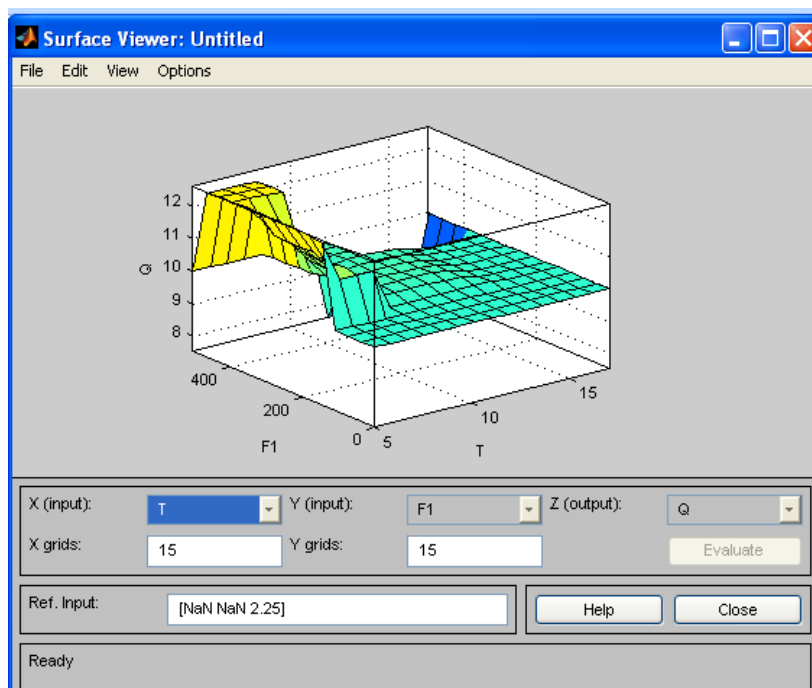 Surface Viewer: Untitled
File Edit View Options
12
11
10
9
8
Q
400
200
0
F1
5
10
15
T
X (input): T Y (input): F1 Z (output): Q
X grids: 15 Y grids: 15 Evaluate
Ref. Input: [NaN NaN 2.25] Help Close
Ready